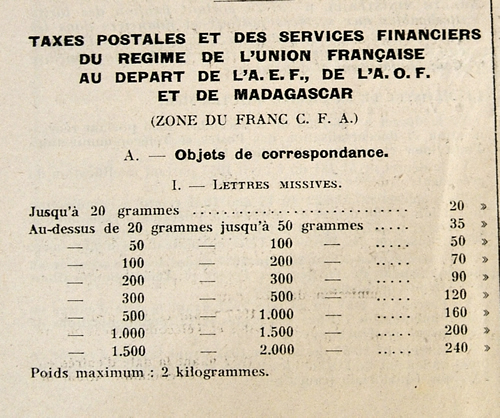 TAXES POSTALES ET DES SERVICES FINANCIERS
DU REGIME DE L'UNION FRANÇAISE
AU DEPART DE L'A. E. F., DE L'A. O. F.
ET DE MADAGASCAR
(ZONE DU FRANC C. F. A.)
A. — Objets de correspondance.
I. — LETTRES MISSIVES.
Jusqu'à 20 grammes .................................... 20 »
Au-dessus de 20 grammes jusqu'à 50 grammes ..... 35 »
— 50 — 100 — ..... 50 »
— 100 — 200 — ..... 70 »
— 200 — 300 — ..... 90 »
— 300 — 500 — ..... 120 »
— 500 — 1.000 — ..... 160 »
— 1.000 — 1.500 — ..... 200 »
— 1.500 — 2.000 — ..... 240 »
Poids maximum : 2 kilogrammes.